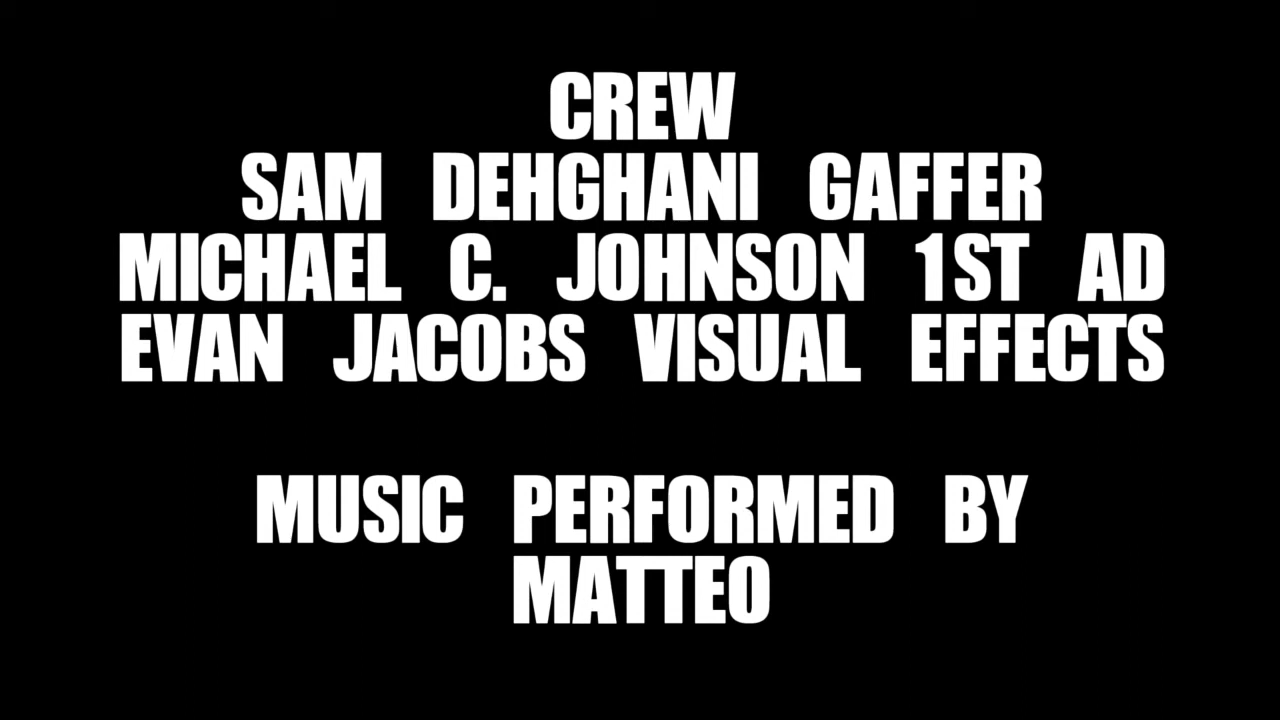 CREW
SAM DEHGHANI GAFFER
MICHAEL C. JOHNSON 1ST AD
EVAN JACOBS VISUAL EFFECTS
MUSIC PERFORMED BY
MATTEO